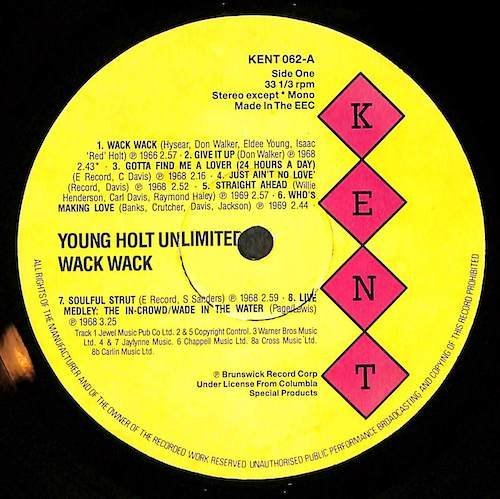 KENT 062-A
Side One
33 1/3 rpm
Stereo except * Mono
Made In The EEC
K
E
N
T
1. WACK WACK (Hysear, Don Walker, Eldee Young, Isaac
'Red' Holt) ℗ 1966 2.57 · 2. GIVE IT UP (Don Walker) ℗ 1968
2.43* · 3. GOTTA FIND ME A LOVER (24 HOURS A DAY)
(E Record, C Davis) ℗ 1968 2.16 · 4. JUST AIN'T NO LOVE'
(Record, Davis) ℗ 1968 2.52 · 5. STRAIGHT AHEAD (Willie
Henderson, Carl Davis, Raymond Haley) ℗ 1969 2.57 · 6. WHO'S
MAKING LOVE (Banks, Crutcher, Davis, Jackson) ℗ 1969 2.44 ·
YOUNG HOLT UNLIMITED
WACK WACK
7. SOULFUL STRUT (E Record, S Sanders) ℗ 1968 2.59 · 8. LIVE
MEDLEY: THE IN-CROWD/WADE IN THE WATER (Page/Lewis)
℗ 1968 3.25
Track 1 Jewel Music Pub Co Ltd. 2 & 5 Copyright Control. 3 Warner Bros Music
Ltd. 4 & 7 Jaylynne Music. 6 Chappell Music Ltd. 8a Cross Music Ltd.
8b Carlin Music Ltd.
℗ Brunswick Record Corp
Under License From Columbia
Special Products
ALL RIGHTS OF THE MANUFACTURER AND OF THE OWNER OF THE RECORDED WORK RESERVED UNAUTHORISED PUBLIC PERFORMANCE BROADCASTING AND COPYING OF THIS RECORD PROHIBITED